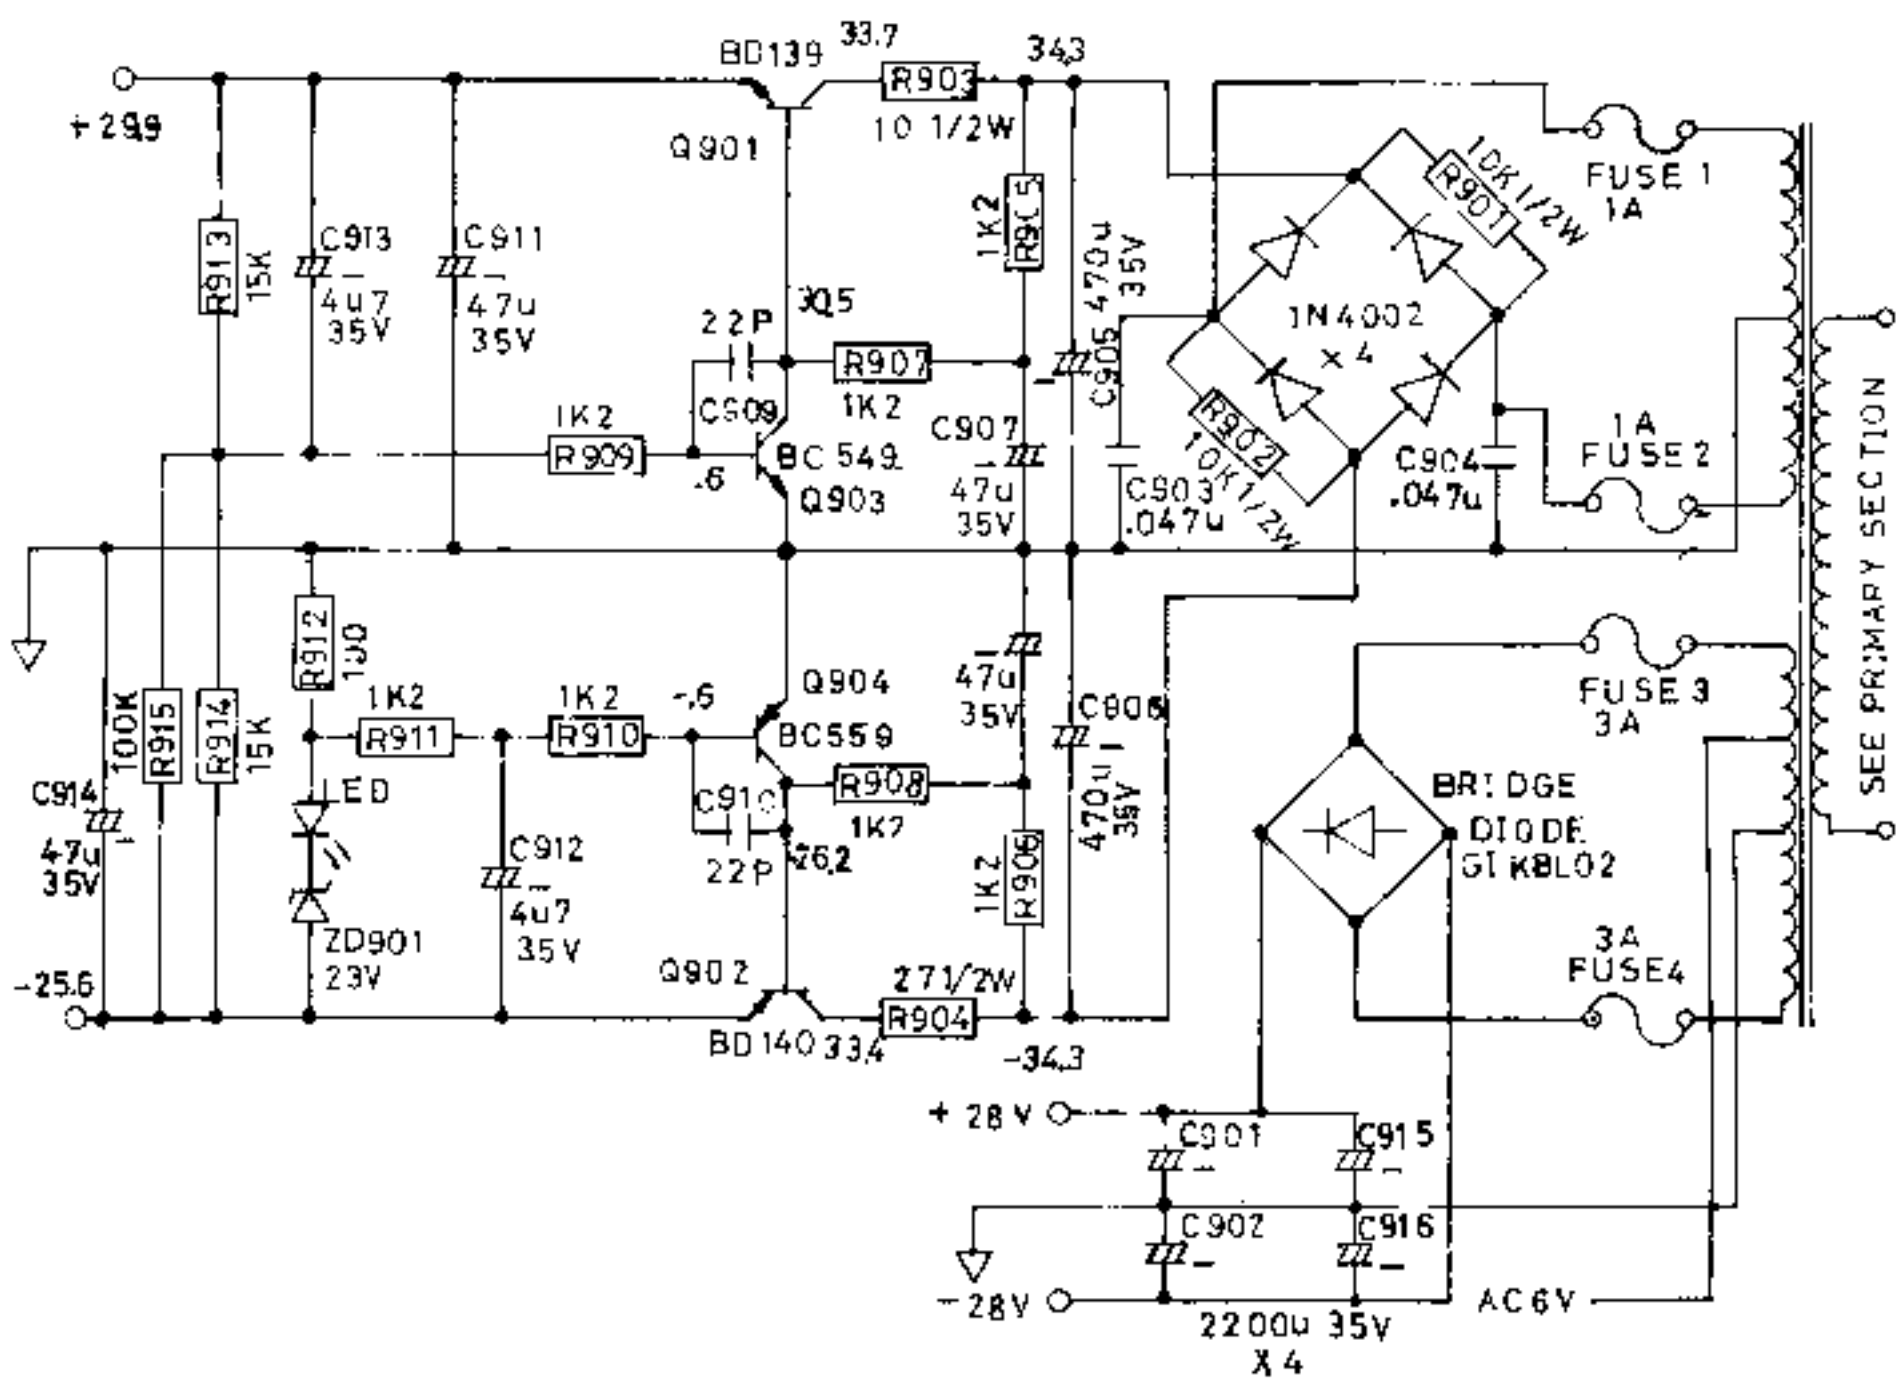 BD139
33.7
34.3
+29.9
Q901
R903
10 1/2W
R913
15K
C913
4u7
35V
C911
47u
35V
1K2
R905
470u
35V
C905
10K1/2W
R901
FUSE 1
1A
30.5
22P
R907
1K2
C909
1N4002
x 4
1K2
R909
.6
BC549
Q903
C907
47u
35V
C903
.047u
R902
10K1/2W
C904
.047u
1A
FUSE 2
SEE PRIMARY SECTION
R912
100
1K2
R911
1K2
R910
-.6
Q904
BC559
47u
35V
C906
470u
35V
FUSE 3
3A
100K
R915
R914
15K
C914
47u
35V
LED
C910
22P
R908
1K2
-26.2
1K2
R906
BRIDGE
DIODE
GI KBL02
C912
4u7
35V
ZD901
23V
-25.6
Q902
BD140
33.4
27 1/2W
R904
-34.3
3A
FUSE4
+ 28 V
C901
C915
C902
C916
- 28V
2200u 35V
X 4
AC6V